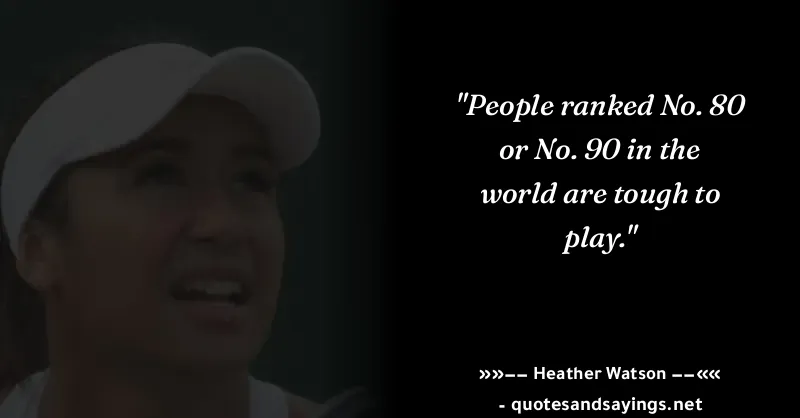 "People ranked No. 80
or No. 90 in the
world are tough to
play."
»»−− Heather Watson −−««
- quotesandsayings.net